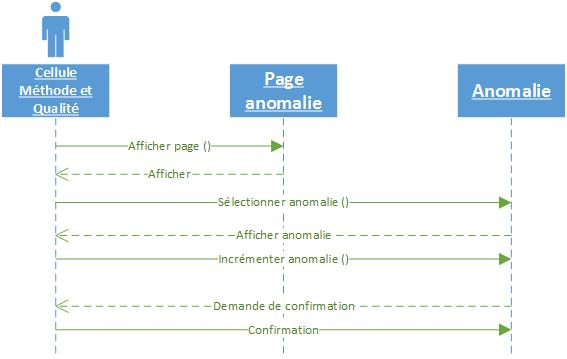 Cellule
Méthode et
Qualité
Page
anomalie
Anomalie
Afficher page ()
Afficher
Sélectionner anomalie ()
Afficher anomalie
Incrémenter anomalie ()
Demande de confirmation
Confirmation